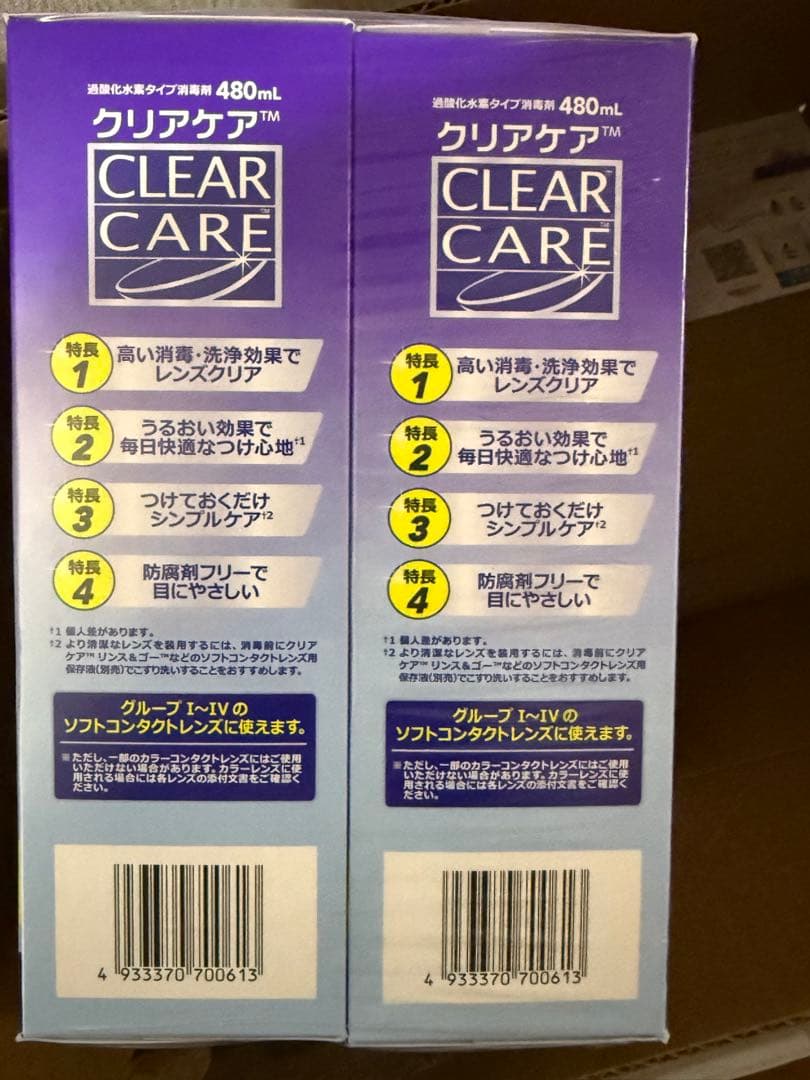 過酸化水素タイプ消毒剤 480mL
クリアケア™
CLEAR
CARE™
特長
1
高い消毒・洗浄効果で
レンズクリア
特長
2
うるおい効果で
毎日快適なつけ心地†1
特長
3
つけておくだけ
シンプルケア†2
特長
4
防腐剤フリーで
目にやさしい
†1 個人差があります。
†2 より清潔なレンズを装用するには、消毒前にクリア
ケア™ リンス&ゴー™などのソフトコンタクトレンズ用
保存液(別売)でこすり洗いすることをおすすめします。
グループ I〜IV の
ソフトコンタクトレンズに使えます。
※ただし、一部のカラーコンタクトレンズにはご使用
いただけない場合があります。カラーレンズに使
用される場合には各レンズの添付文書をご確認く
ださい。
4 933370 700613
過酸化水素タイプ消毒剤 480mL
クリアケア™
CLEAR
CARE™
特長
1
高い消毒・洗浄効果で
レンズクリア
特長
2
うるおい効果で
毎日快適なつけ心地†1
特長
3
つけておくだけ
シンプルケア†2
特長
4
防腐剤フリーで
目にやさしい
†1 個人差があります。
†2 より清潔なレンズを装用するには、消毒前にクリア
ケア™ リンス&ゴー™などのソフトコンタクトレンズ用
保存液(別売)でこすり洗いすることをおすすめします。
グループ I〜IV の
ソフトコンタクトレンズに使えます。
※ただし、一部のカラーコンタクトレンズにはご使用
いただけない場合があります。カラーレンズに使
用される場合には各レンズの添付文書をご確認く
ださい。
4 933370 700613